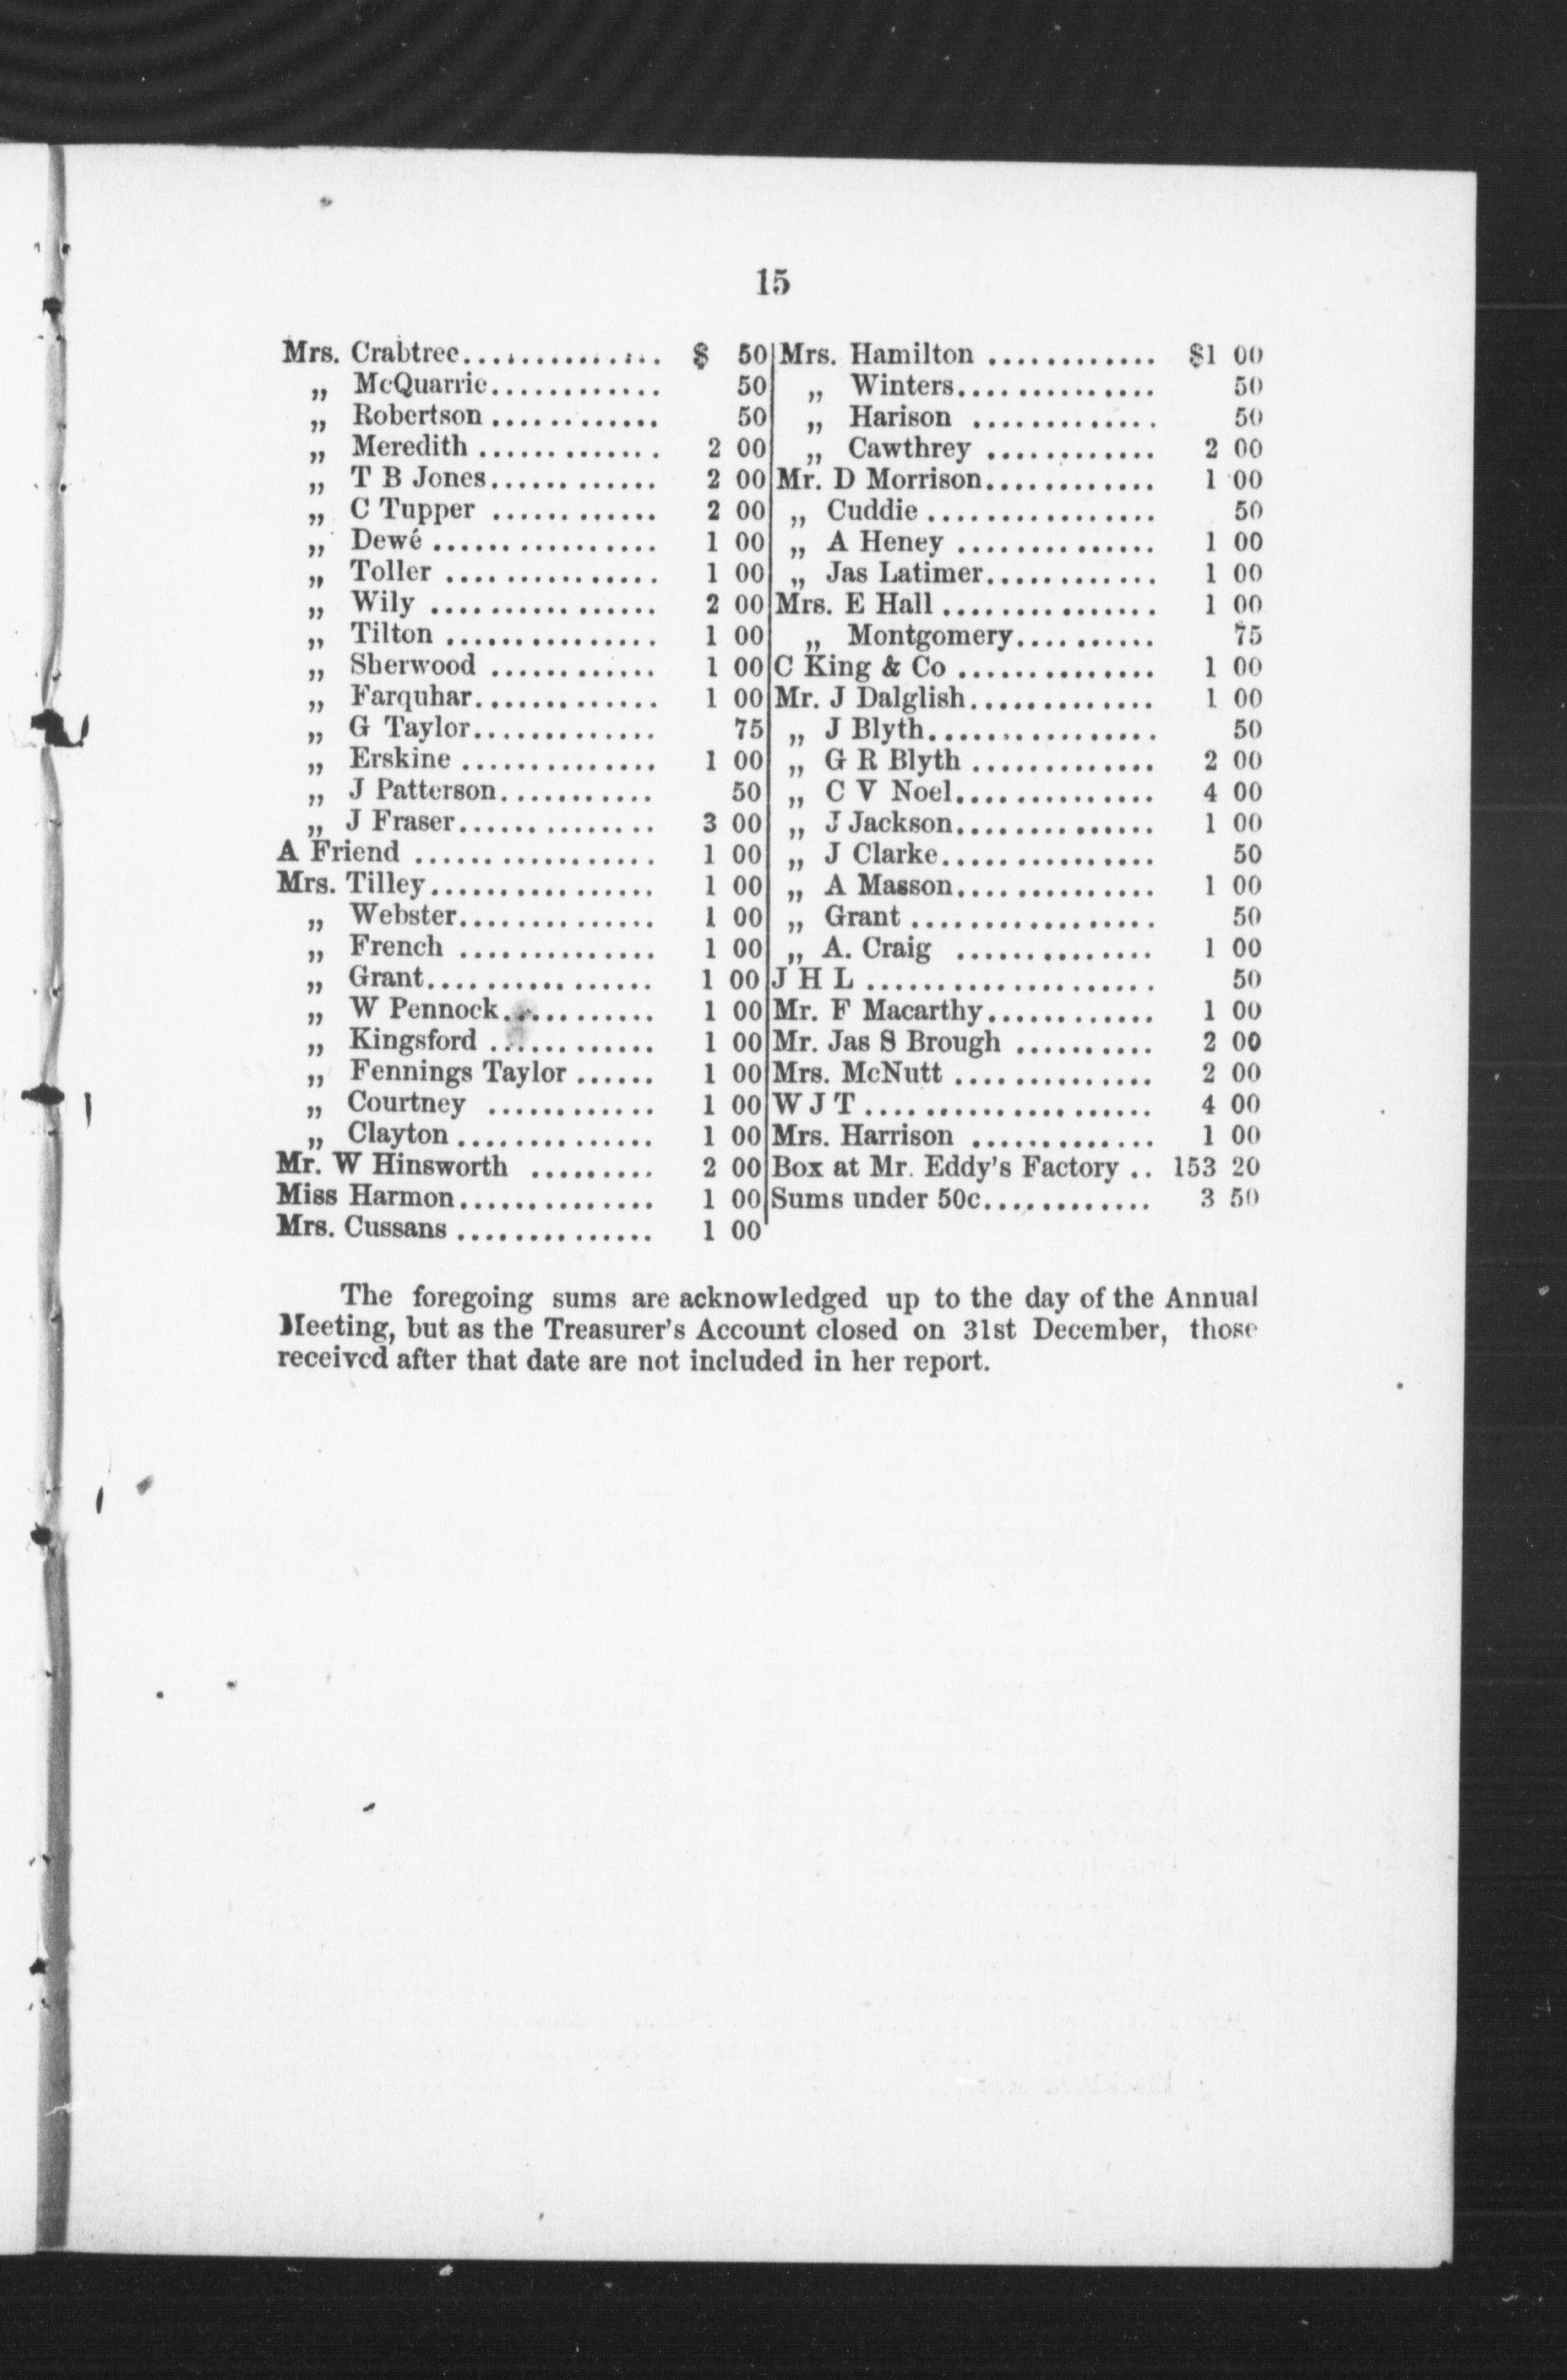 15
Mrs. Crabtree.............. $ 50
„ McQuarrie............ 50
„ Robertson ............ 50
„ Meredith ............. 2 00
„ T B Jones............ 2 00
„ C Tupper ............ 2 00
„ Dewé ................ 1 00
„ Toller ............... 1 00
„ Wily ................ 2 00
„ Tilton ............... 1 00
„ Sherwood ............ 1 00
„ Farquhar............. 1 00
„ G Taylor............. 75
„ Erskine .............. 1 00
„ J Patterson........... 50
„ J Fraser.............. 3 00
A Friend ................. 1 00
Mrs. Tilley................ 1 00
„ Webster.............. 1 00
„ French .............. 1 00
„ Grant................ 1 00
„ W Pennock........... 1 00
„ Kingsford ............ 1 00
„ Fennings Taylor ...... 1 00
„ Courtney ............ 1 00
„ Clayton .............. 1 00
Mr. W Hinsworth ......... 2 00
Miss Harmon.............. 1 00
Mrs. Cussans .............. 1 00
Mrs. Hamilton ............ $1 00
„ Winters.............. 50
„ Harison ............. 50
„ Cawthrey ............ 2 00
Mr. D Morrison............ 1 00
„ Cuddie ................ 50
„ A Heney .............. 1 00
„ Jas Latimer............ 1 00
Mrs. E Hall ............... 1 00
„ Montgomery.......... 75
C King & Co .............. 1 00
Mr. J Dalglish............. 1 00
„ J Blyth................ 50
„ G R Blyth ............. 2 00
„ C V Noel.............. 4 00
„ J Jackson.............. 1 00
„ J Clarke............... 50
„ A Masson.............. 1 00
„ Grant ................. 50
„ A. Craig .............. 1 00
J H L .................... 50
Mr. F Macarthy............ 1 00
Mr. Jas S Brough .......... 2 00
Mrs. McNutt .............. 2 00
W J T.................... 4 00
Mrs. Harrison ............. 1 00
Box at Mr. Eddy's Factory .. 153 20
Sums under 50c............ 3 50
The foregoing sums are acknowledged up to the day of the Annual
Meeting, but as the Treasurer's Account closed on 31st December, those
received after that date are not included in her report.